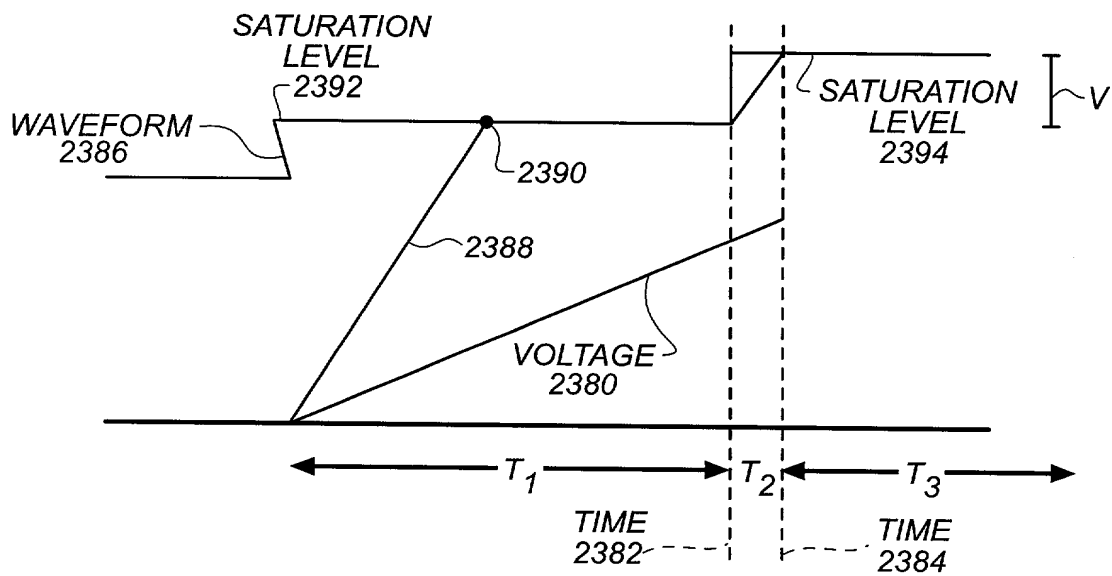 SATURATION
LEVEL
2392
WAVEFORM
2386
2390
SATURATION
LEVEL
2394
V
2388
VOLTAGE
2380
T1
T2
T3
TIME
2382
TIME
2384